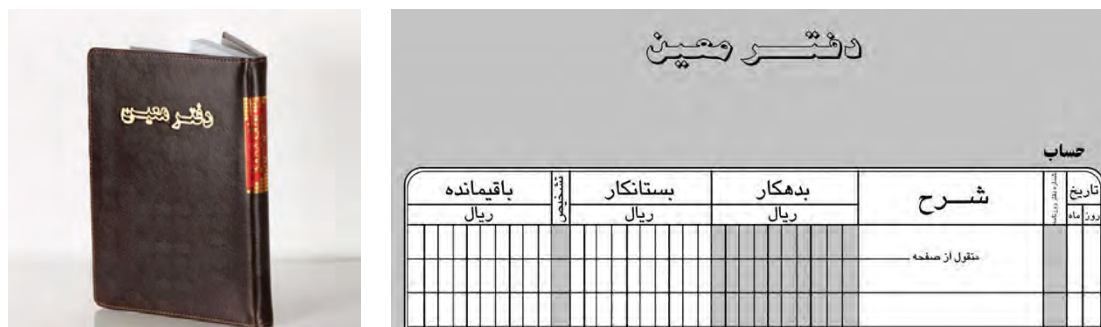 دفتر معین
دفتر معین
حساب
تاریخ
شرح
بدهکار
بستانکار
تشخیص
باقیمانده
روز ماه
ریال
ریال
ریال
منقول از صفحه